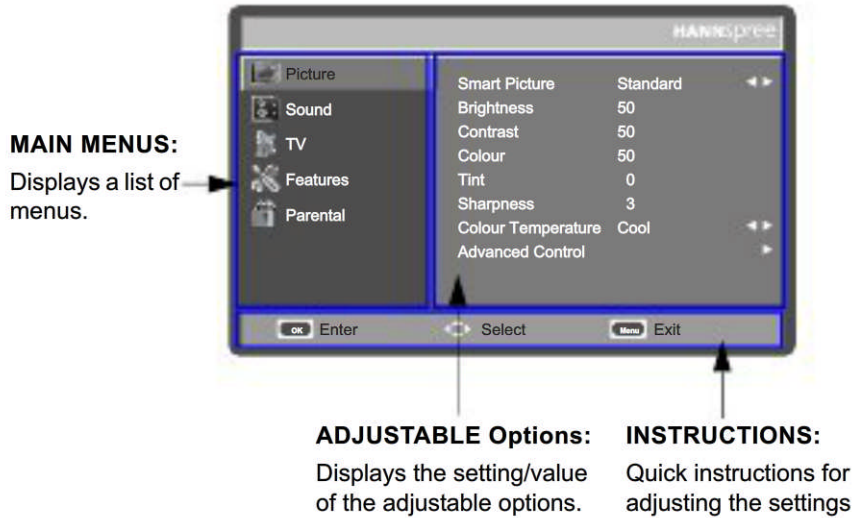 HANNspree
Picture
Sound
TV
Features
Parental
Smart Picture Standard
Brightness 50
Contrast 50
Colour 50
Tint 0
Sharpness 3
Colour Temperature Cool
Advanced Control
OK Enter
Select
Menu Exit
MAIN MENUS:
Displays a list of
menus.
ADJUSTABLE Options:
Displays the setting/value
of the adjustable options.
INSTRUCTIONS:
Quick instructions for
adjusting the settings